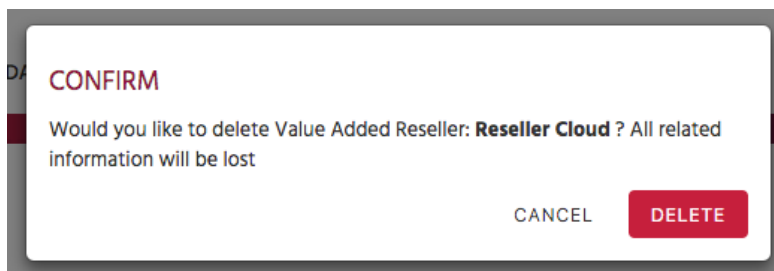 DA
CONFIRM
Would you like to delete Value Added Reseller: Reseller Cloud ? All related
information will be lost
CANCEL DELETE